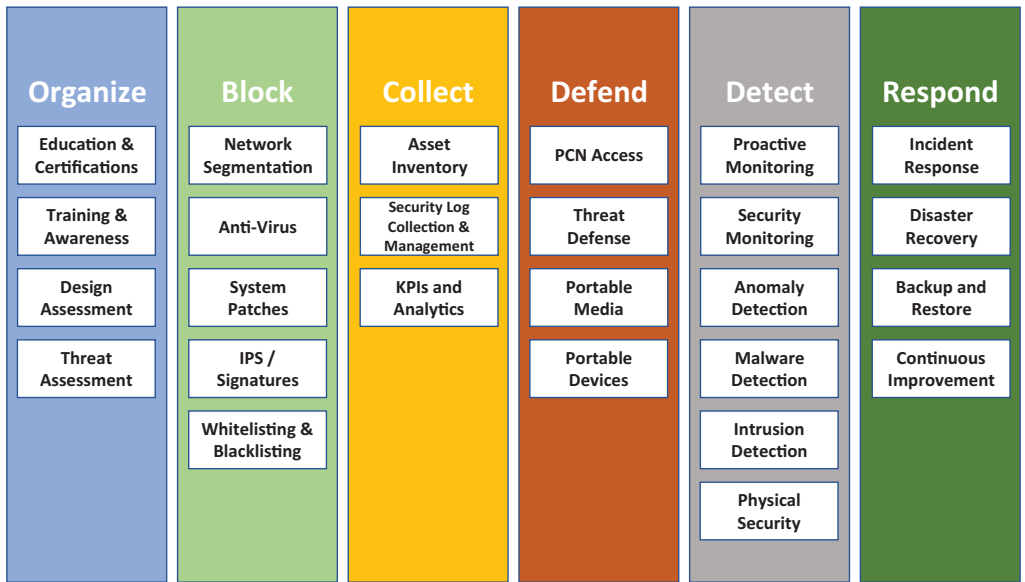 Organize
Education &
Certifications
Training &
Awareness
Design
Assessment
Threat
Assessment
Block
Network
Segmentation
Anti-Virus
System
Patches
IPS /
Signatures
Whitelisting &
Blacklisting
Collect
Asset
Inventory
Security Log
Collection &
Management
KPIs and
Analytics
Defend
PCN Access
Threat
Defense
Portable
Media
Portable
Devices
Detect
Proactive
Monitoring
Security
Monitoring
Anomaly
Detection
Malware
Detection
Intrusion
Detection
Physical
Security
Respond
Incident
Response
Disaster
Recovery
Backup and
Restore
Continuous
Improvement